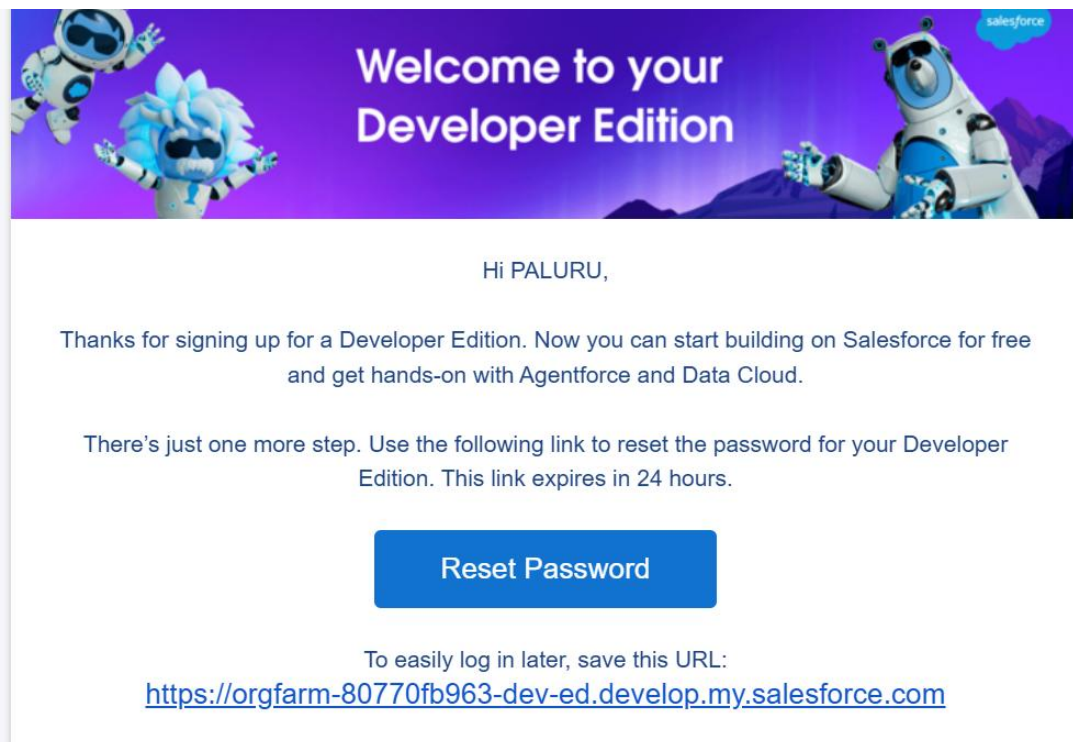 salesforce
Welcome to your
Developer Edition
Hi PALURU,
Thanks for signing up for a Developer Edition. Now you can start building on Salesforce for free
and get hands-on with Agentforce and Data Cloud.
There’s just one more step. Use the following link to reset the password for your Developer
Edition. This link expires in 24 hours.
Reset Password
To easily log in later, save this URL:
https://orgfarm-80770fb963-dev-ed.develop.my.salesforce.com